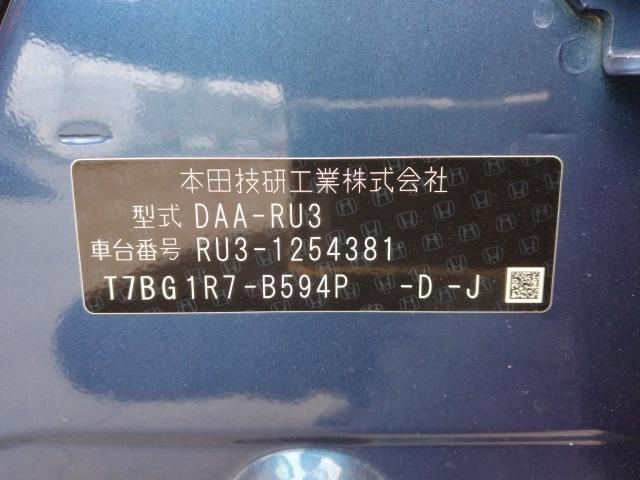 本田技研工業株式会社
型式 DAA-RU3
車台番号 RU3-1254381
T7BG1R7-B594P -D-J